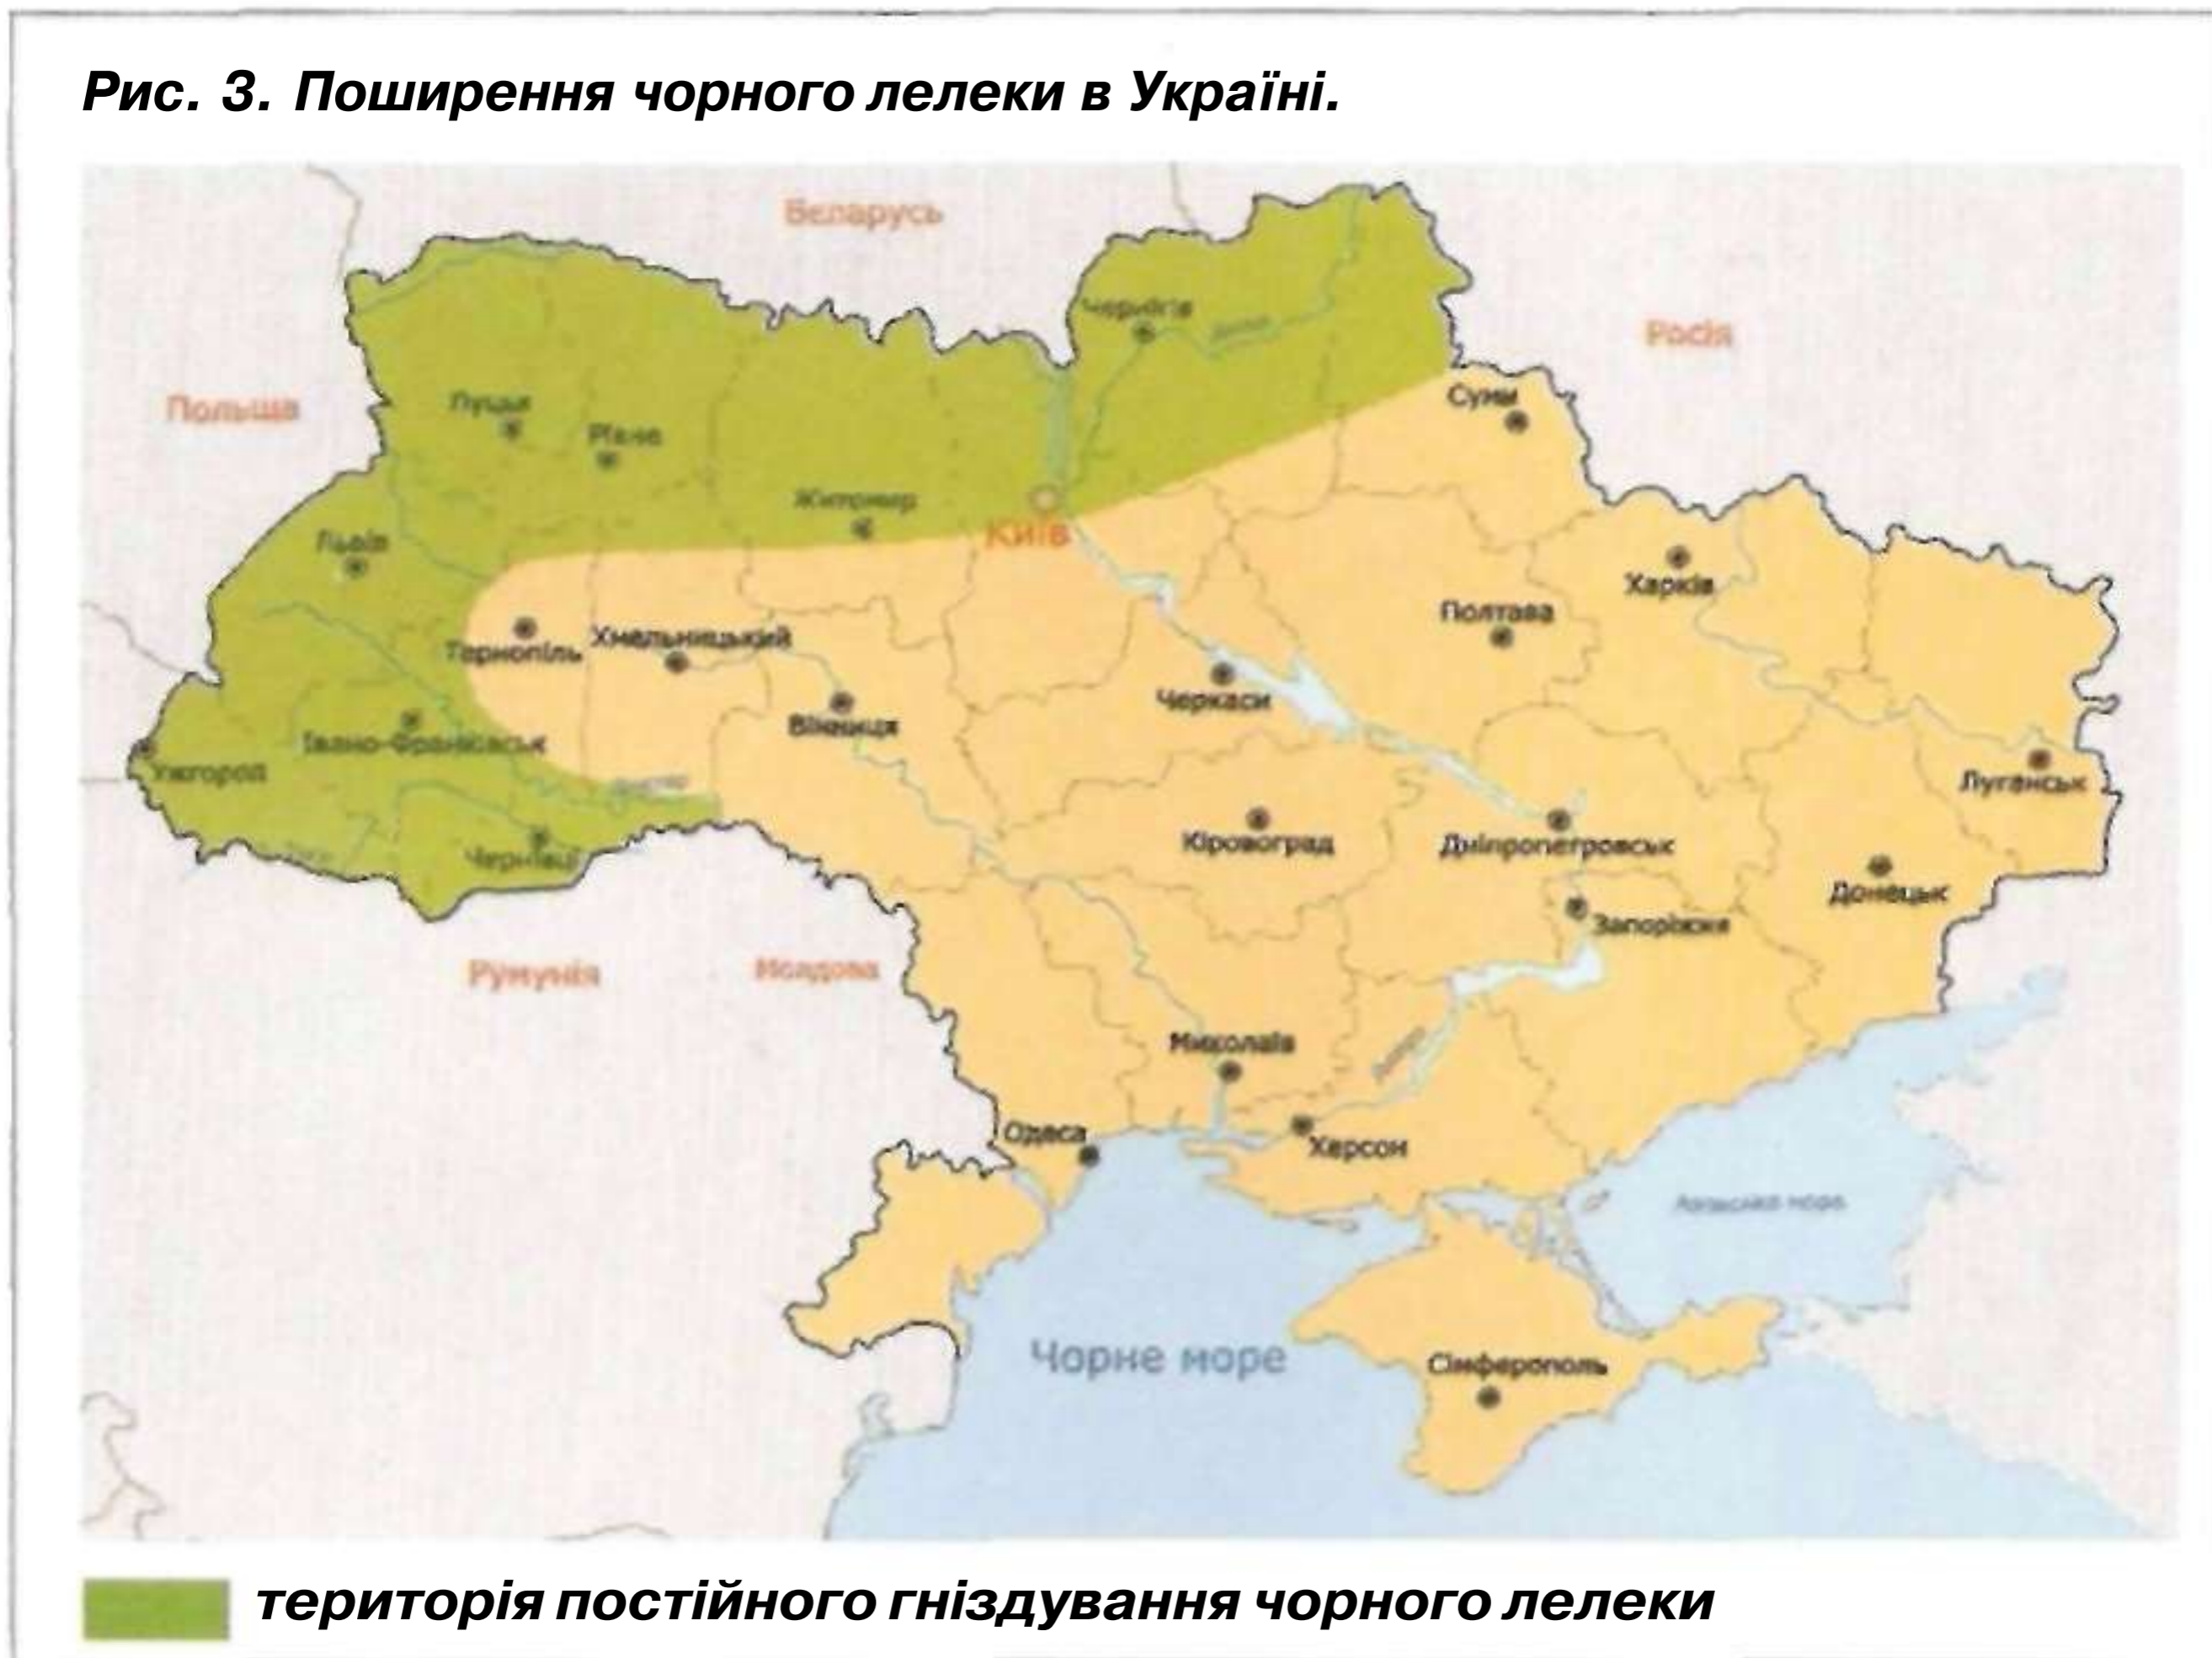 Рис. 3. Поширення чорного лелеки в Україні.
Беларусь
Чернігів
Росія
Польща
Луцьк
Рівне
Суми
Житомир
Київ
Львів
Харків
Полтава
Тернопіль
Хмельницький
Черкаси
Вінниця
Івано-Франківськ
Ужгород
Луганськ
Кіровоград
Дніпропетровськ
Чернівці
Донецьк
Запоріжжя
Румунія
Молдова
Миколаїв
Одеса
Херсон
Азовське море
Чорне море
Сімферополь
територія постійного гніздування чорного лелеки